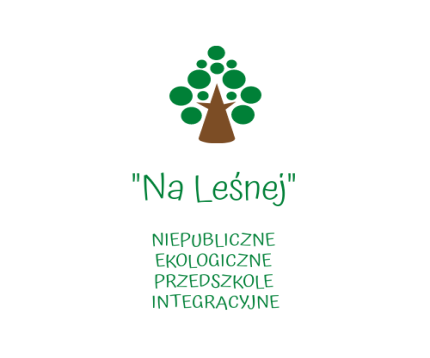 "Na Leśnej"
NIEPUBLICZNE
EKOLOGICZNE
PRZEDSZKOLE
INTEGRACYJNE